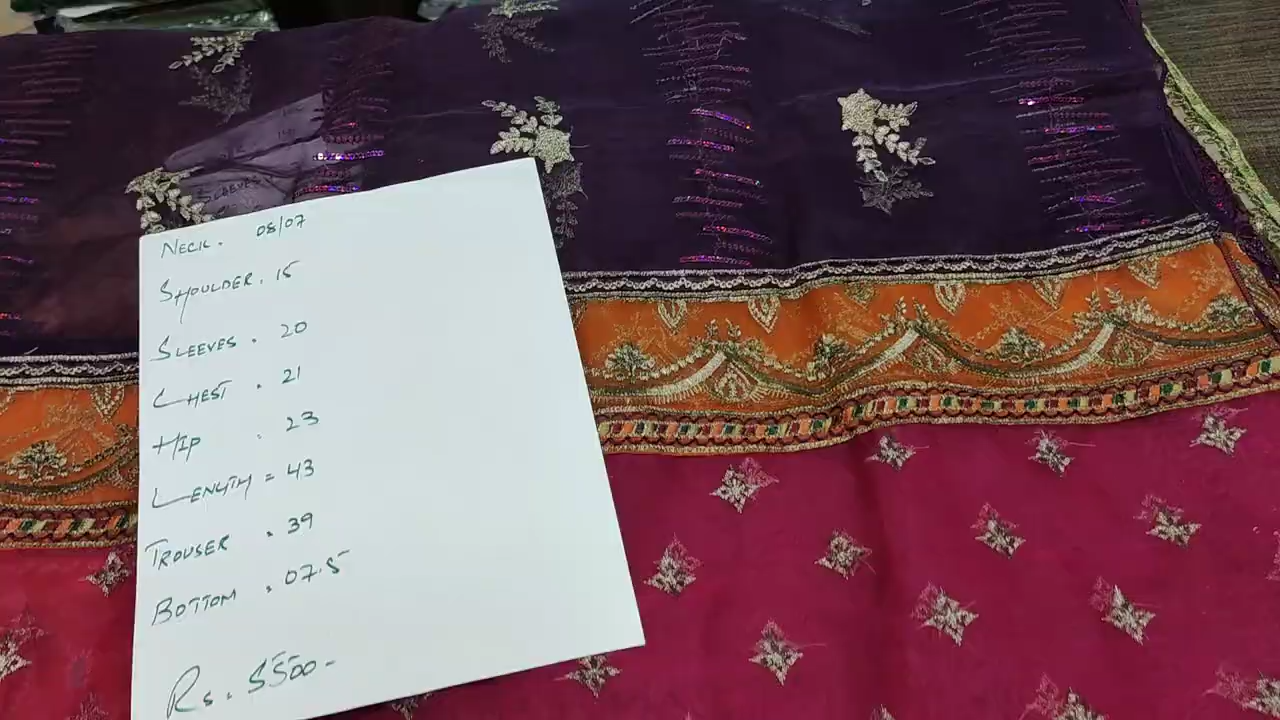 NECK. 08/07
SHOULDER. 15
SLEEVES. 20
CHEST. 21
HIP. 23
LENGTH = 43
TROUSER. 39
BOTTOM. 07.5
Rs. 5500-
SLEEVES